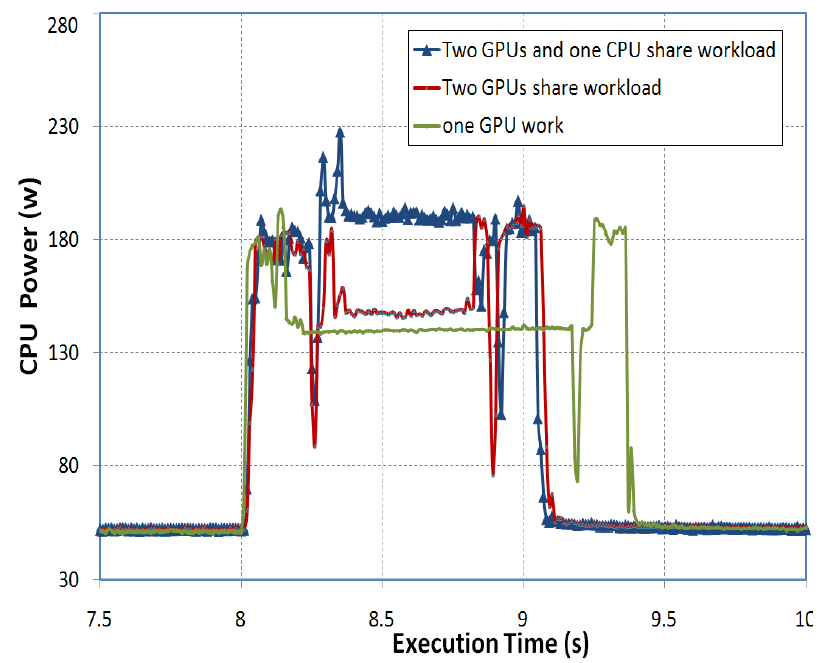 280
230
180
130
80
30
CPU Power (w)
Two GPUs and one CPU share workload
Two GPUs share workload
one GPU work
7.5 8 8.5 9 9.5 10
Execution Time (s)